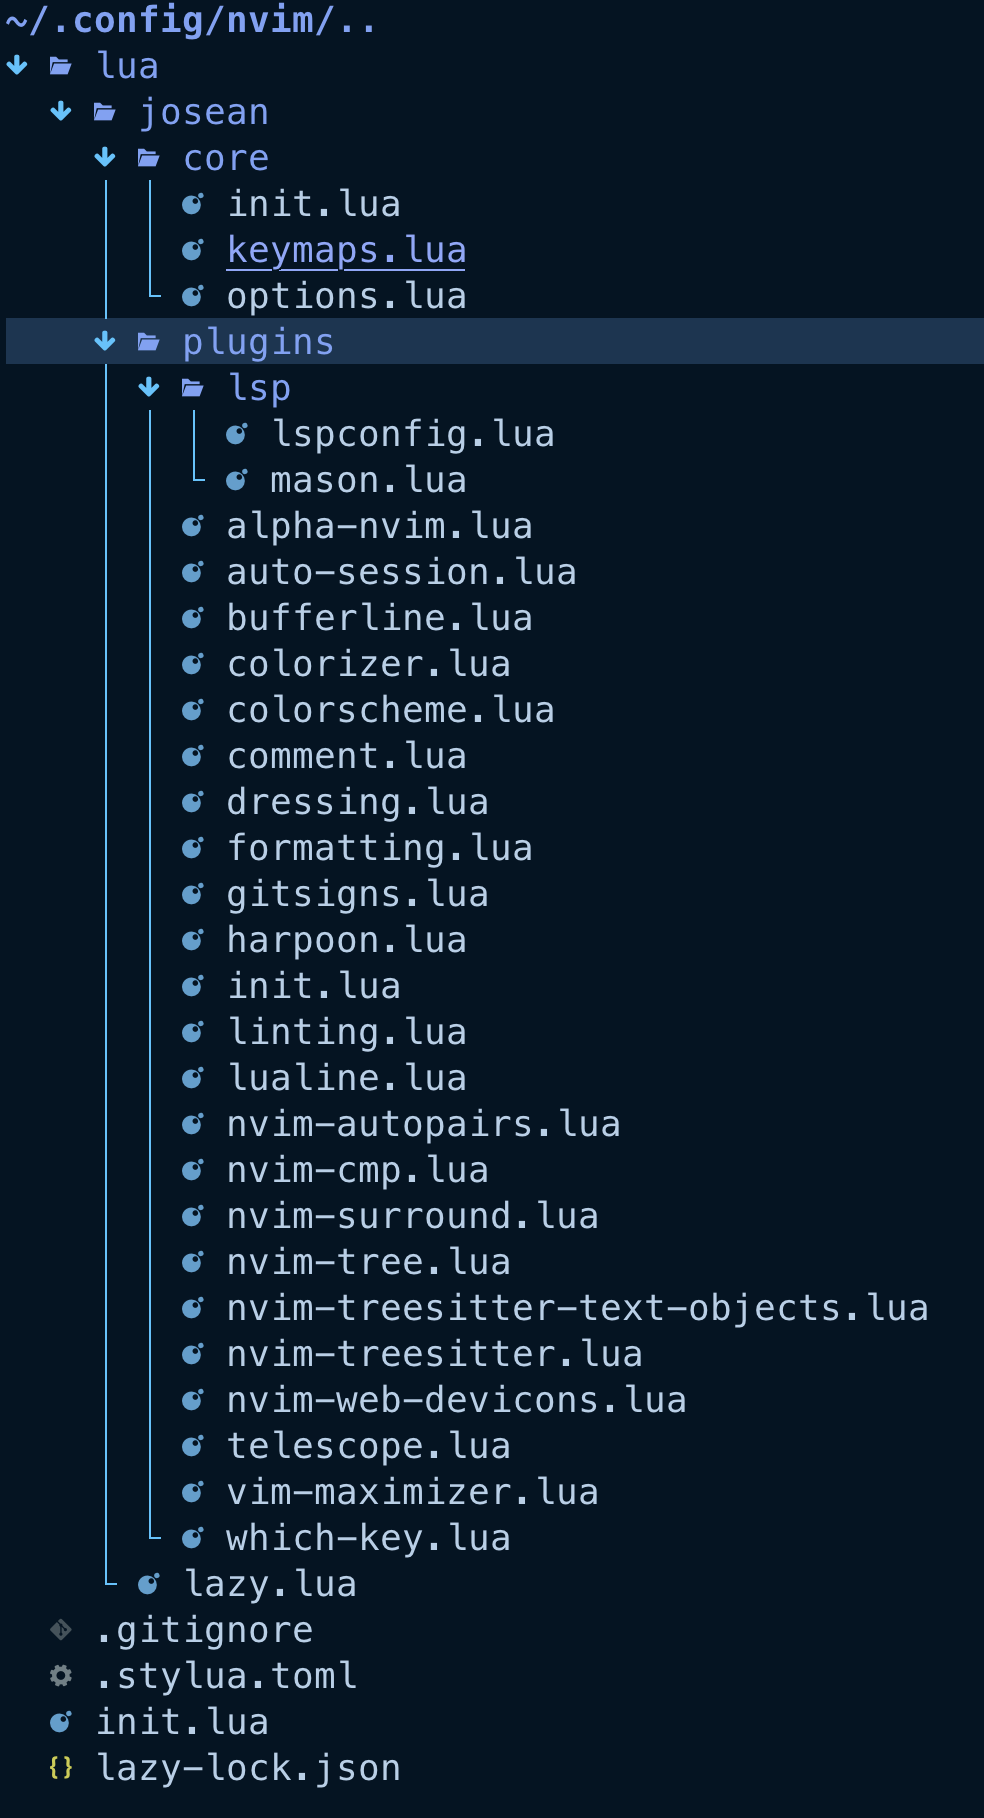 ~/.config/nvim/..
lua
josean
core
init.lua
keymaps.lua
options.lua
plugins
lsp
lspconfig.lua
mason.lua
alpha-nvim.lua
auto-session.lua
bufferline.lua
colorizer.lua
colorscheme.lua
comment.lua
dressing.lua
formatting.lua
gitsigns.lua
harpoon.lua
init.lua
linting.lua
lualine.lua
nvim-autopairs.lua
nvim-cmp.lua
nvim-surround.lua
nvim-tree.lua
nvim-treesitter-text-objects.lua
nvim-treesitter.lua
nvim-web-devicons.lua
telescope.lua
vim-maximizer.lua
which-key.lua
lazy.lua
.gitignore
.stylua.toml
init.lua
lazy-lock.json